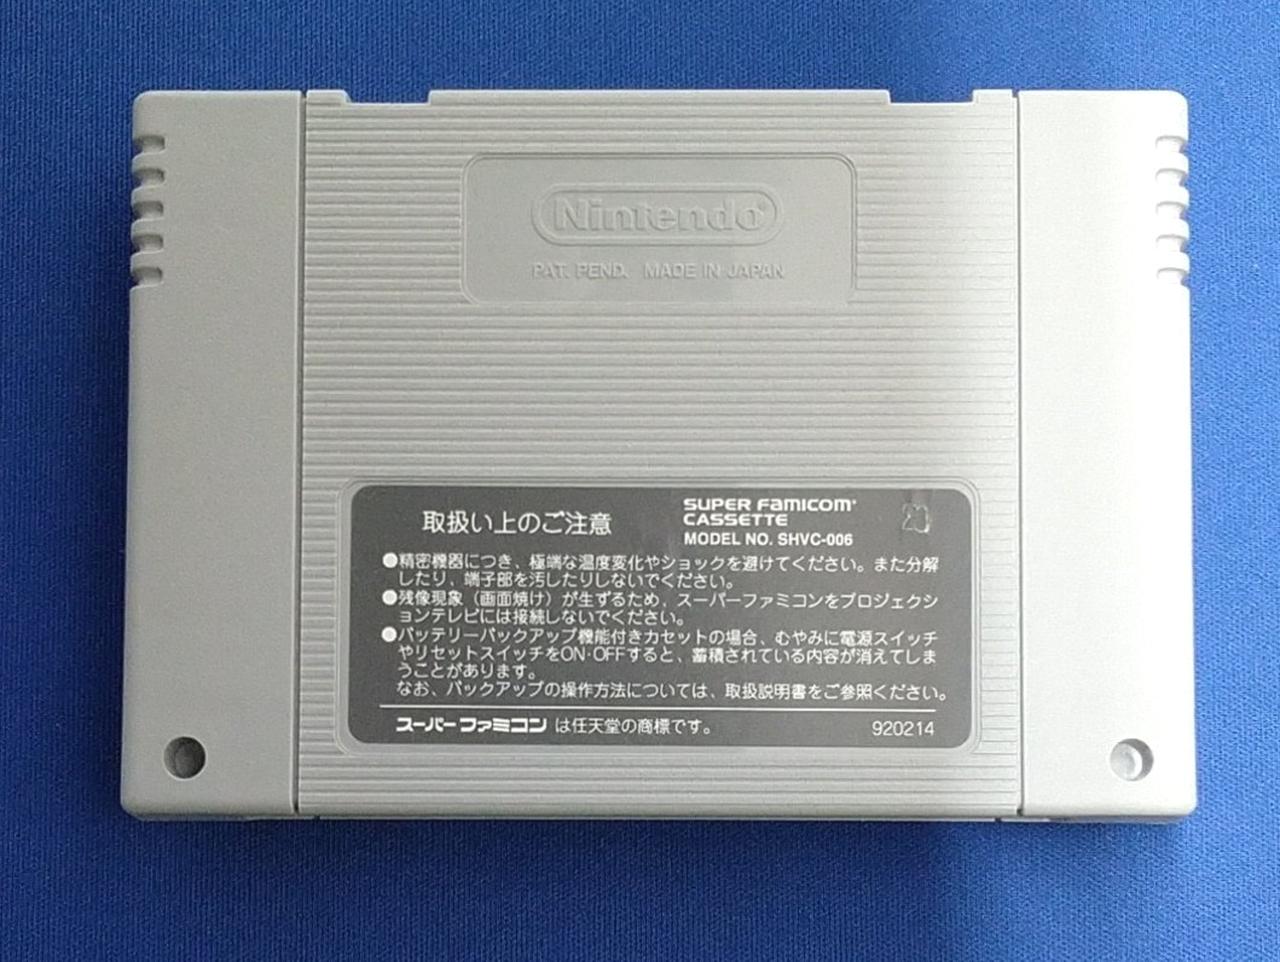 Nintendo®
PAT. PEND. MADE IN JAPAN
取扱い上のご注意
SUPER FAMICOM
CASSETTE
MODEL NO. SHVC-006
●精密機器につき、極端な温度変化やショックを避けてください。また分解
したり、端子部を汚したりしないでください。
●残像現象（画面焼け）が生ずるため、スーパーファミコンをプロジェクシ
ョンテレビには接続しないでください。
●バッテリーバックアップ機能付きカセットの場合、むやみに電源スイッチ
やリセットスイッチをON·OFFすると、蓄積されている内容が消えてしま
うことがあります。
なお、バックアップの操作方法については、取扱説明書をご参照ください。
スーパーファミコン は任天堂の商標です。
920214